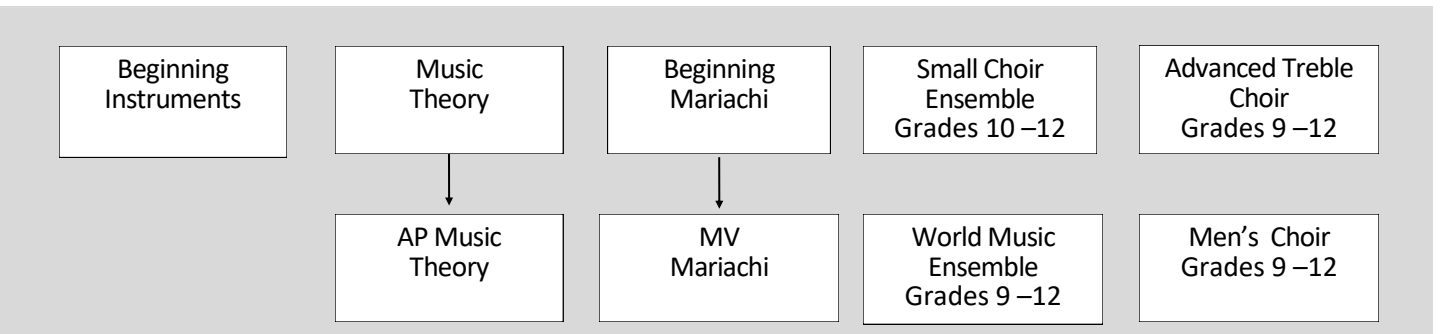 Beginning
Instruments
Music
Theory
Beginning
Mariachi
Small Choir
Ensemble
Grades 10 –12
Advanced Treble
Choir
Grades 9 –12
AP Music
Theory
MV
Mariachi
World Music
Ensemble
Grades 9 –12
Men’s Choir
Grades 9 –12